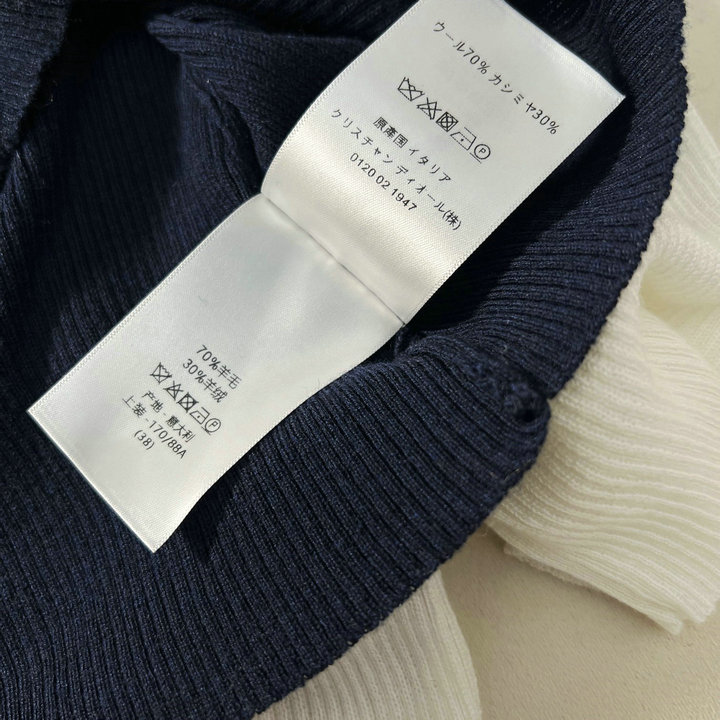 ウール70% カシミヤ30%
原産国 イタリア
クリスチャン ディオール(株)
0120 02 1947
70%羊毛
30%羊绒
产地 - 意大利
上装 - 170/88A
(38)